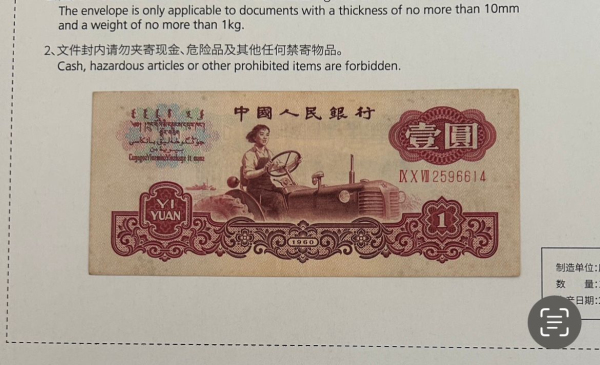 The envelope is only applicable to documents with a thickness of no more than 10mm
and a weight of no more than 1kg.
2、文件封内请勿夹寄现金、危险品及其他任何禁寄物品。
Cash, hazardous articles or other prohibited items are forbidden.
中國人民銀行
壹圓
Ⅸ Ⅹ Ⅶ 2596614
YI
YUAN
1960
1
制造单位:
数 量:
产日期: